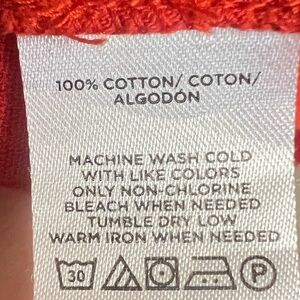 100% COTTON/ COTON/
ALGODÓN
MACHINE WASH COLD
WITH LIKE COLORS
ONLY NON-CHLORINE
BLEACH WHEN NEEDED
TUMBLE DRY LOW
WARM IRON WHEN NEEDED
30 P